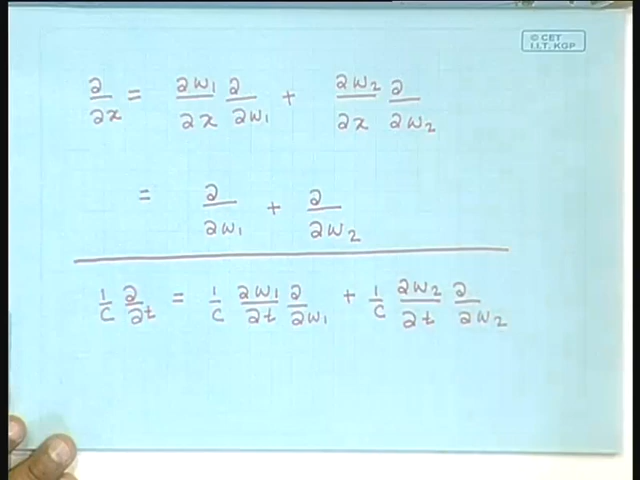 © CET
I.I.T. KGP
∂/∂x = ∂w₁/∂x ∂/∂w₁ + ∂w₂/∂x ∂/∂w₂
= ∂/∂w₁ + ∂/∂w₂
1/c ∂/∂t = 1/c ∂w₁/∂t ∂/∂w₁ + 1/c ∂w₂/∂t ∂/∂w₂